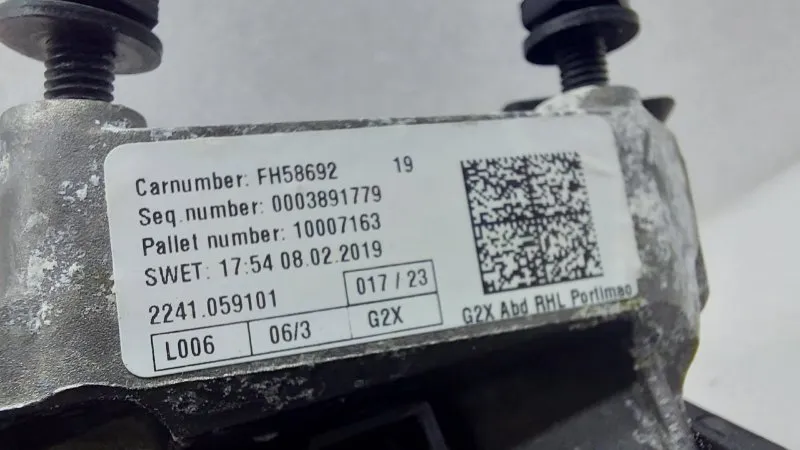 Carnumber: FH58692 19
Seq.number: 0003891779
Pallet number: 10007163
SWET: 17:54 08.02.2019
2241.059101 017 / 23
L006 06/3 G2X
G2X Abd RHL Portimao